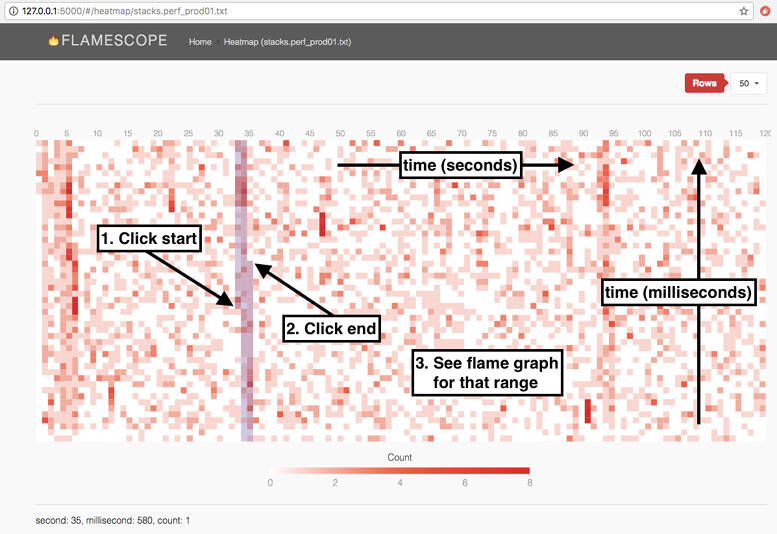 127.0.0.1:5000/#/heatmap/stacks.perf_prod01.txt
FLAMESCOPE Home Heatmap (stacks.perf_prod01.txt)
Rows 50
0 5 10 15 20 25 30 35 40 45 50 55 60 65 70 75 80 85 90 95 100 105 110 115 120
time (seconds)
1. Click start
time (milliseconds)
2. Click end
3. See flame graph
for that range
Count
0 2 4 6 8
second: 35, millisecond: 580, count: 1